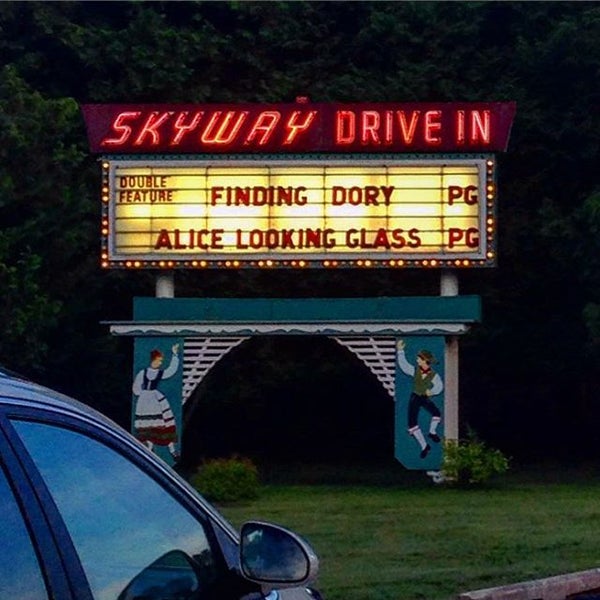 SKYWAY DRIVE IN
DOUBLE
FEATURE
FINDING DORY PG
ALICE LOOKING GLASS PG